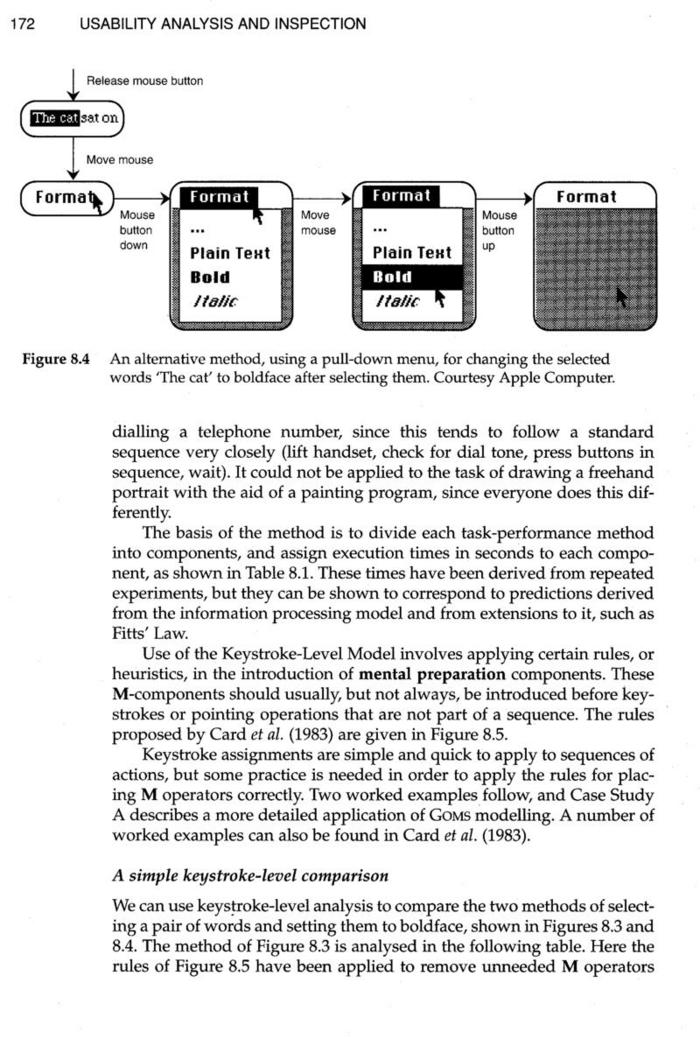 172 USABILITY ANALYSIS AND INSPECTION
Release mouse button
The cat sat on
Move mouse
Format
Mouse
button
down
Format
...
Plain Text
Bold
Italic
Move
mouse
Format
...
Plain Text
Bold
Italic
Mouse
button
up
Format
Figure 8.4 An alternative method, using a pull-down menu, for changing the selected
words ‘The cat’ to boldface after selecting them. Courtesy Apple Computer.
dialling a telephone number, since this tends to follow a standard
sequence very closely (lift handset, check for dial tone, press buttons in
sequence, wait). It could not be applied to the task of drawing a freehand
portrait with the aid of a painting program, since everyone does this dif-
ferently.
The basis of the method is to divide each task-performance method
into components, and assign execution times in seconds to each compo-
nent, as shown in Table 8.1. These times have been derived from repeated
experiments, but they can be shown to correspond to predictions derived
from the information processing model and from extensions to it, such as
Fitts’ Law.
Use of the Keystroke-Level Model involves applying certain rules, or
heuristics, in the introduction of mental preparation components. These
M-components should usually, but not always, be introduced before key-
strokes or pointing operations that are not part of a sequence. The rules
proposed by Card et al. (1983) are given in Figure 8.5.
Keystroke assignments are simple and quick to apply to sequences of
actions, but some practice is needed in order to apply the rules for plac-
ing M operators correctly. Two worked examples follow, and Case Study
A describes a more detailed application of GOMS modelling. A number of
worked examples can also be found in Card et al. (1983).
A simple keystroke-level comparison
We can use keystroke-level analysis to compare the two methods of select-
ing a pair of words and setting them to boldface, shown in Figures 8.3 and
8.4. The method of Figure 8.3 is analysed in the following table. Here the
rules of Figure 8.5 have been applied to remove unneeded M operators